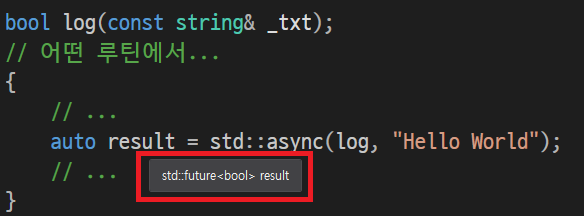 bool log(const string& _txt);
// 어떤 루틴에서...
{
// ...
auto result = std::async(log, "Hello World");
// ...
std::future<bool> result
}